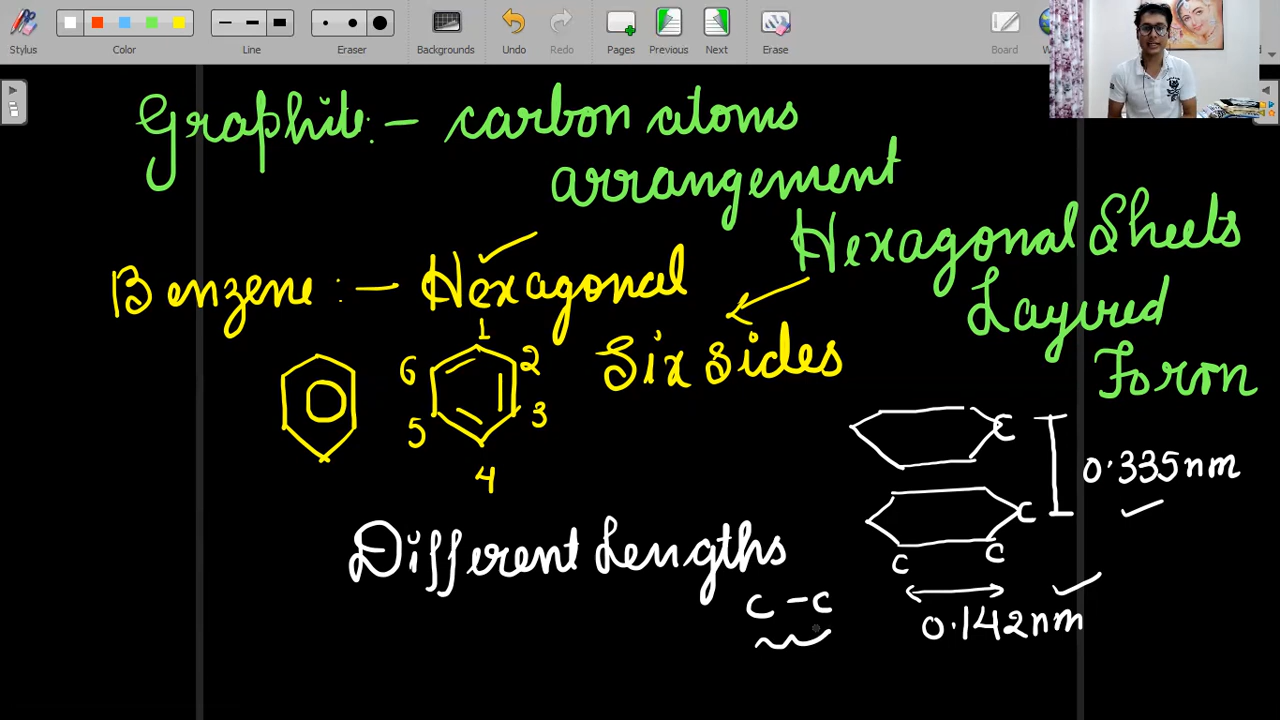 Stylus
Color
Line
Eraser
Backgrounds
Undo
Redo
Pages
Previous
Next
Erase
Board
Graphite:- carbon atoms
arrangement
Hexagonal Sheets
Layered
Form
Benzene :- Hexagonal
Six sides
1
6 2
5 3
4
C
0.335nm
C
C C
0.142nm
Different Lengths
C-C